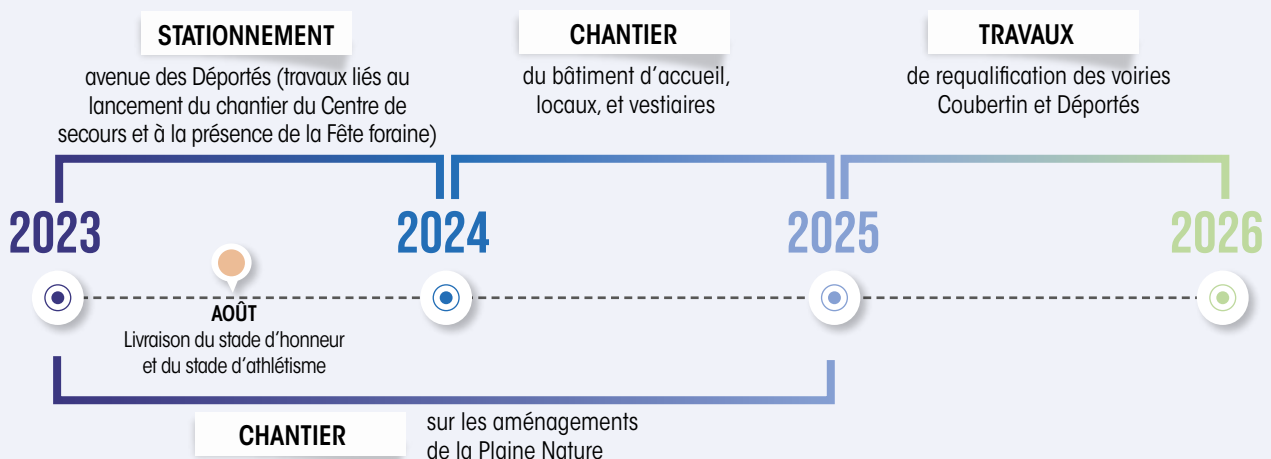 STATIONNEMENT
avenue des Déportés (travaux liés au
lancement du chantier du Centre de
secours et à la présence de la Fête foraine)
CHANTIER
du bâtiment d’accueil,
locaux, et vestiaires
TRAVAUX
de requalification des voiries
Coubertin et Déportés
2023
2024
2025
2026
AOÛT
Livraison du stade d’honneur
et du stade d’athlétisme
CHANTIER
sur les aménagements
de la Plaine Nature